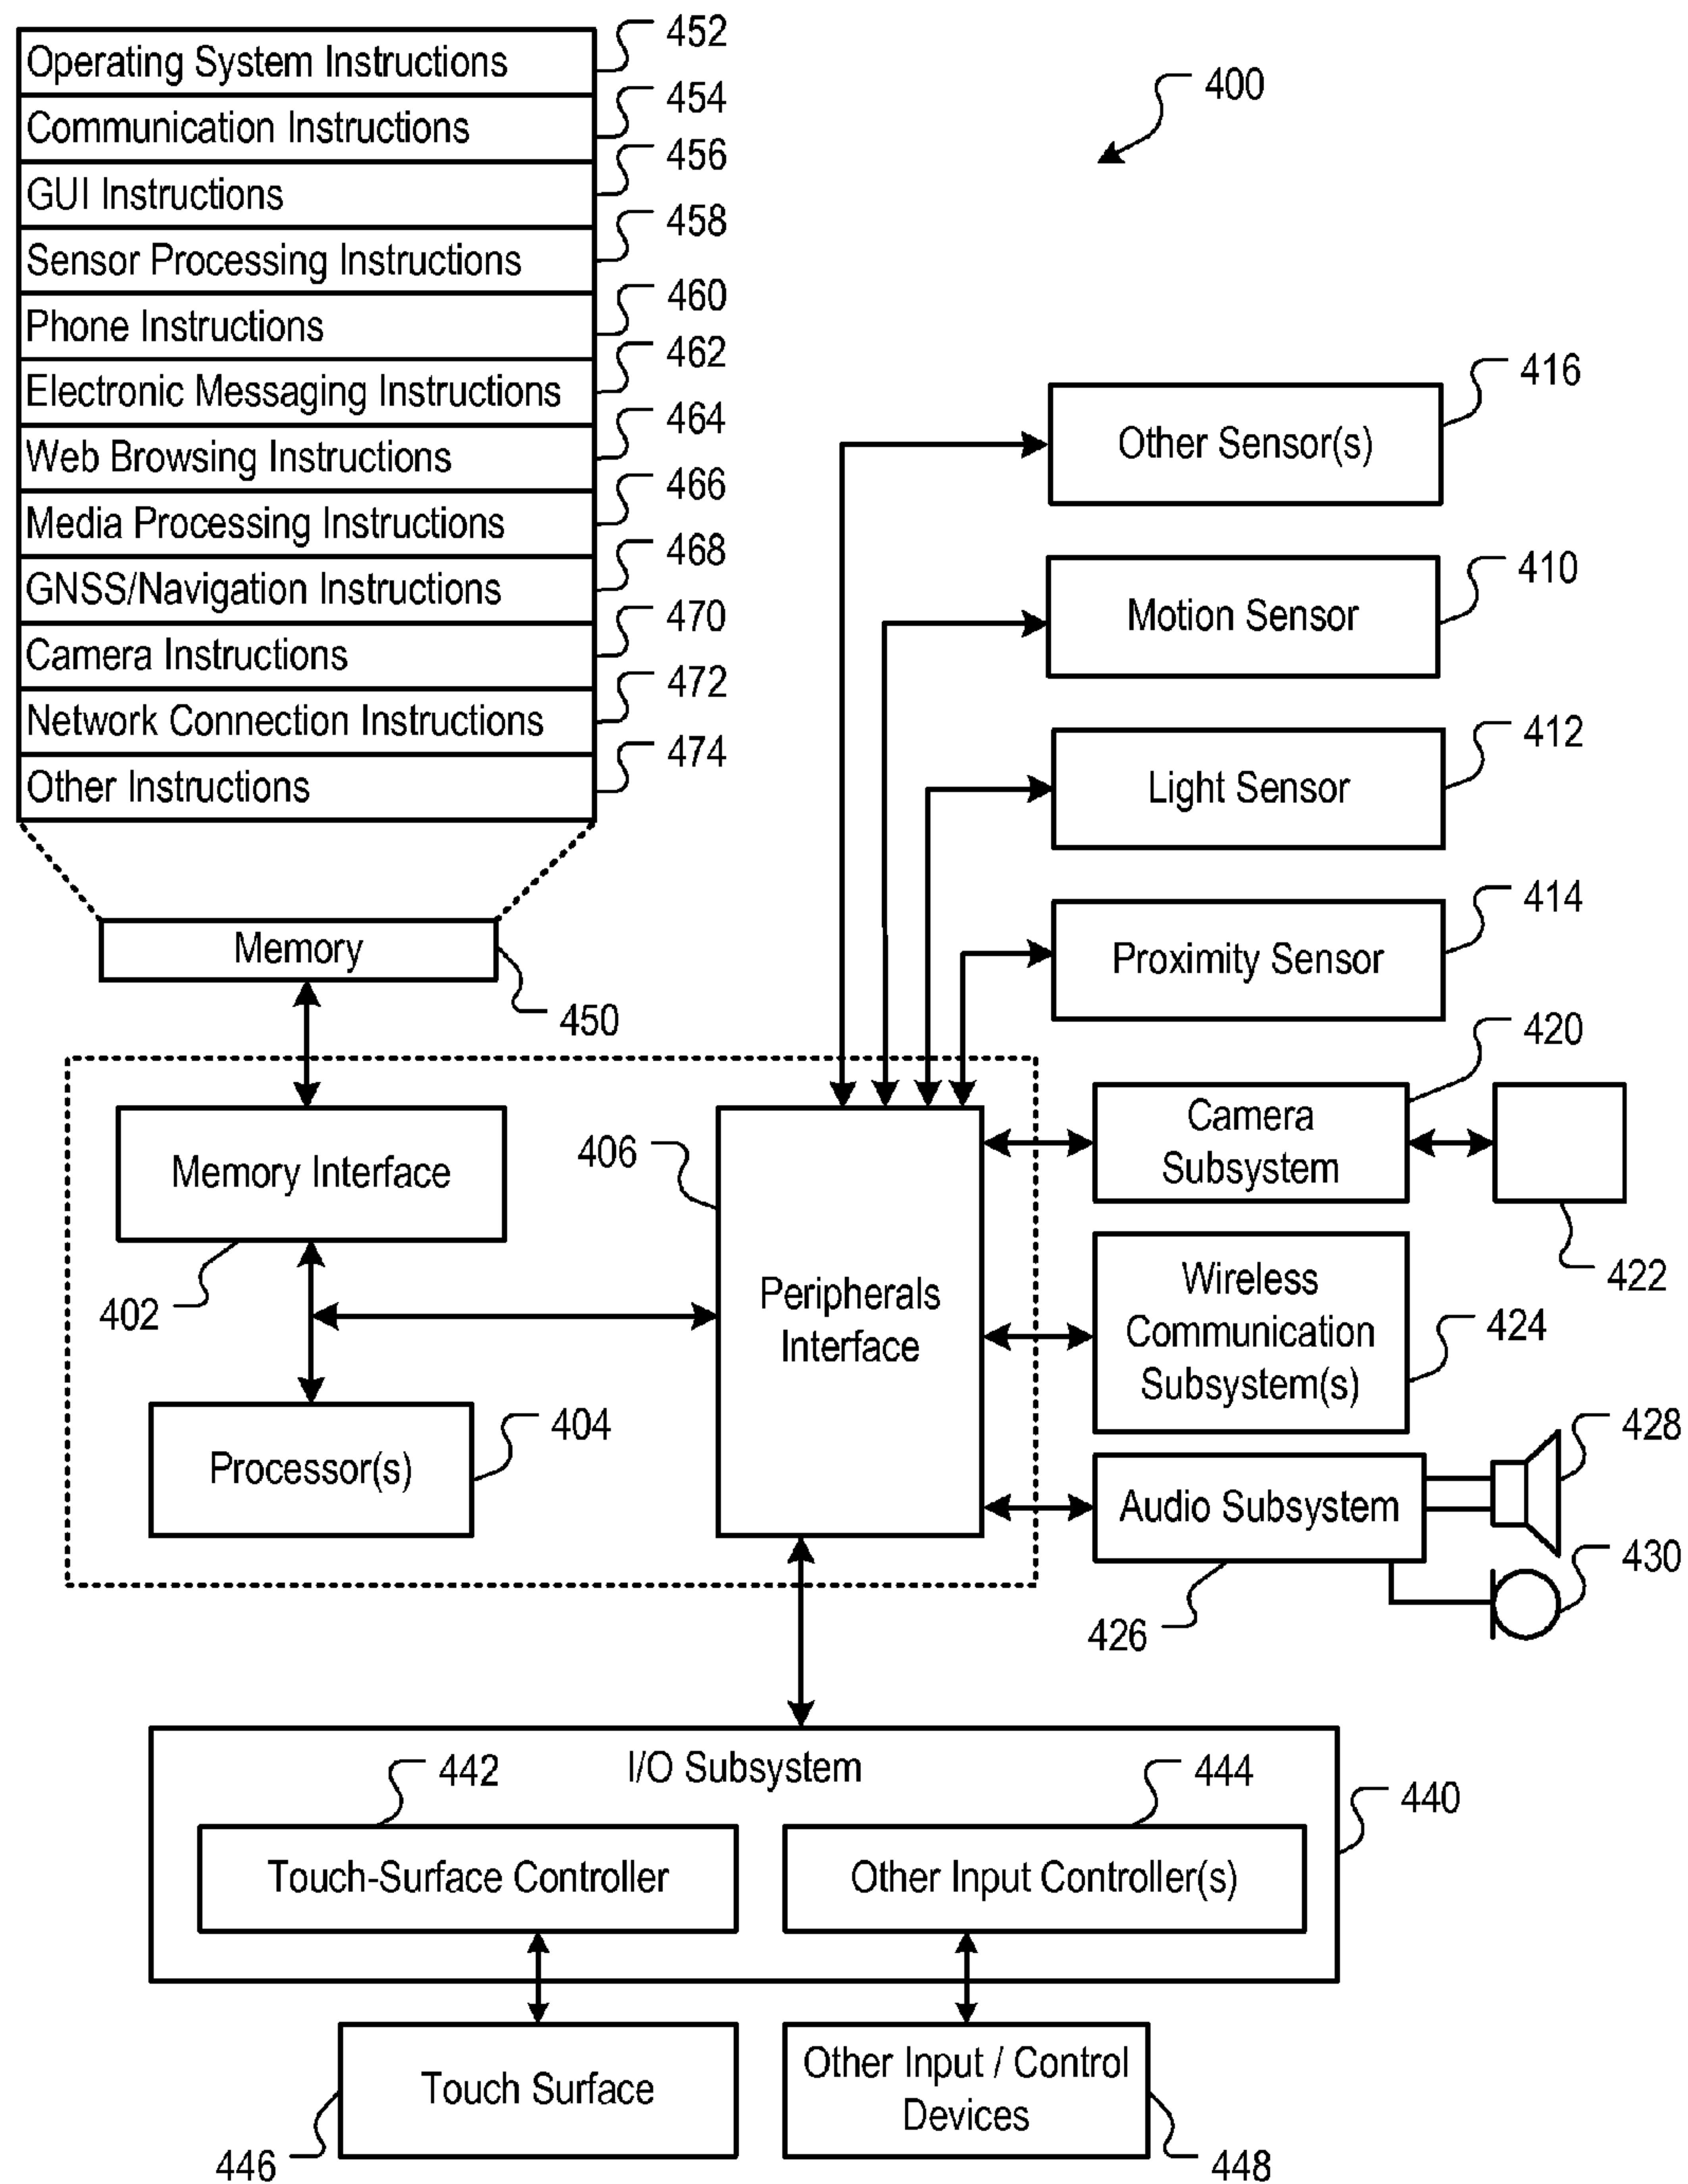 Operating System Instructions
452
Communication Instructions
454
GUI Instructions
456
Sensor Processing Instructions
458
Phone Instructions
460
Electronic Messaging Instructions
462
Web Browsing Instructions
464
Media Processing Instructions
466
GNSS/Navigation Instructions
468
Camera Instructions
470
Network Connection Instructions
472
Other Instructions
474
400
Other Sensor(s)
416
Motion Sensor
410
Light Sensor
412
Proximity Sensor
414
Memory
450
Memory Interface
402
406
Peripherals
Interface
Processor(s)
404
Camera
Subsystem
420
422
Wireless
Communication
Subsystem(s)
424
Audio Subsystem
426
428
430
I/O Subsystem
440
442
Touch-Surface Controller
444
Other Input Controller(s)
Touch Surface
446
Other Input / Control
Devices
448